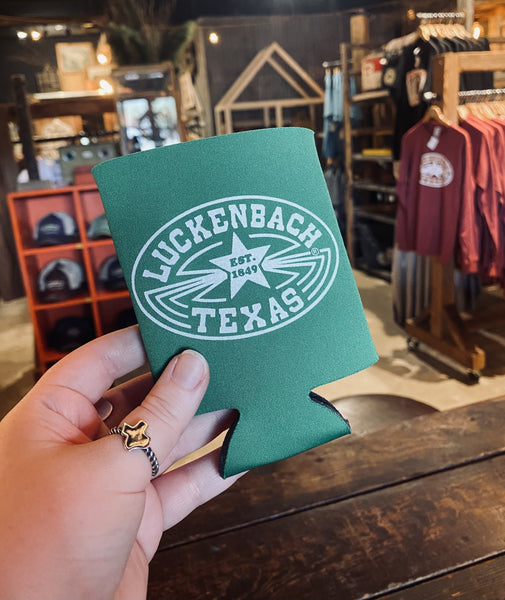 LUCKENBACH
EST.
1849
®
TEXAS